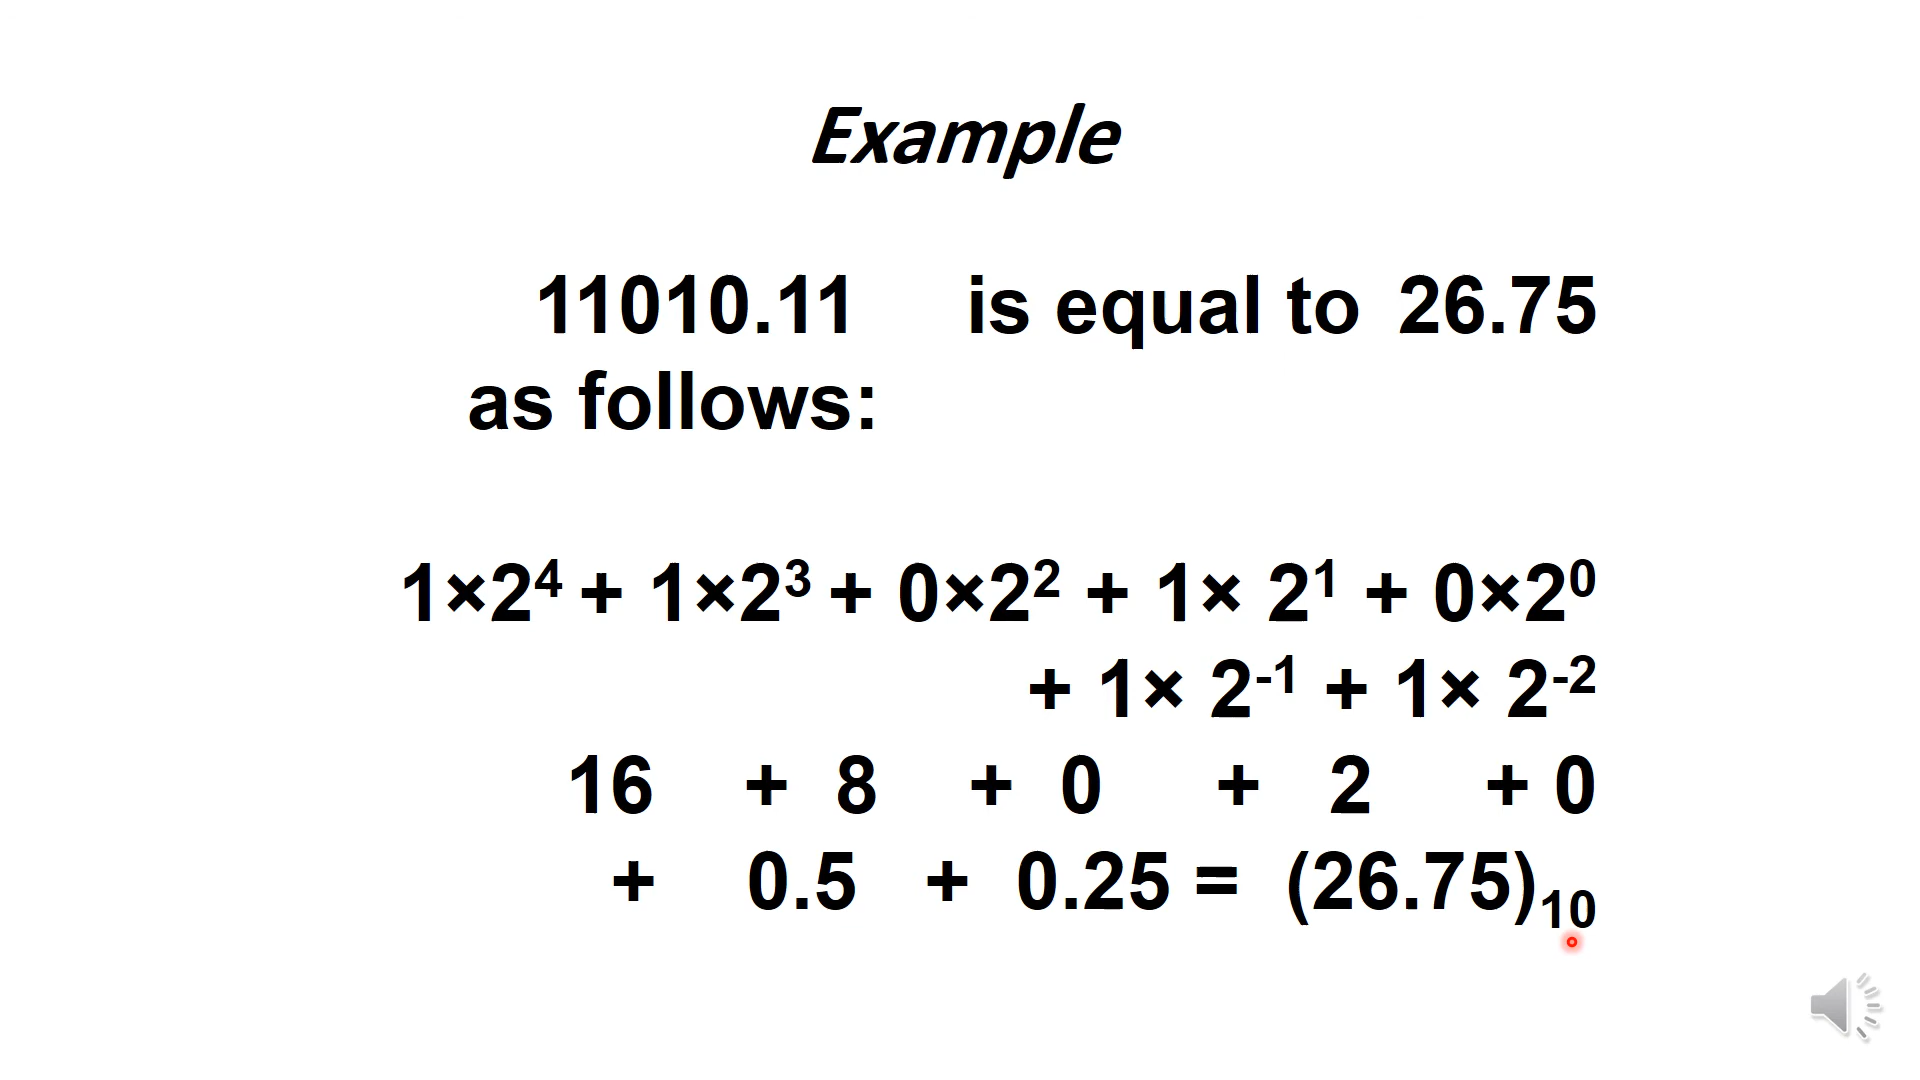 Example
11010.11 is equal to 26.75
as follows:
1×2⁴ + 1×2³ + 0×2² + 1× 2¹ + 0×2⁰
+ 1× 2⁻¹ + 1× 2⁻²
16 + 8 + 0 + 2 + 0
+ 0.5 + 0.25 = (26.75)₁₀